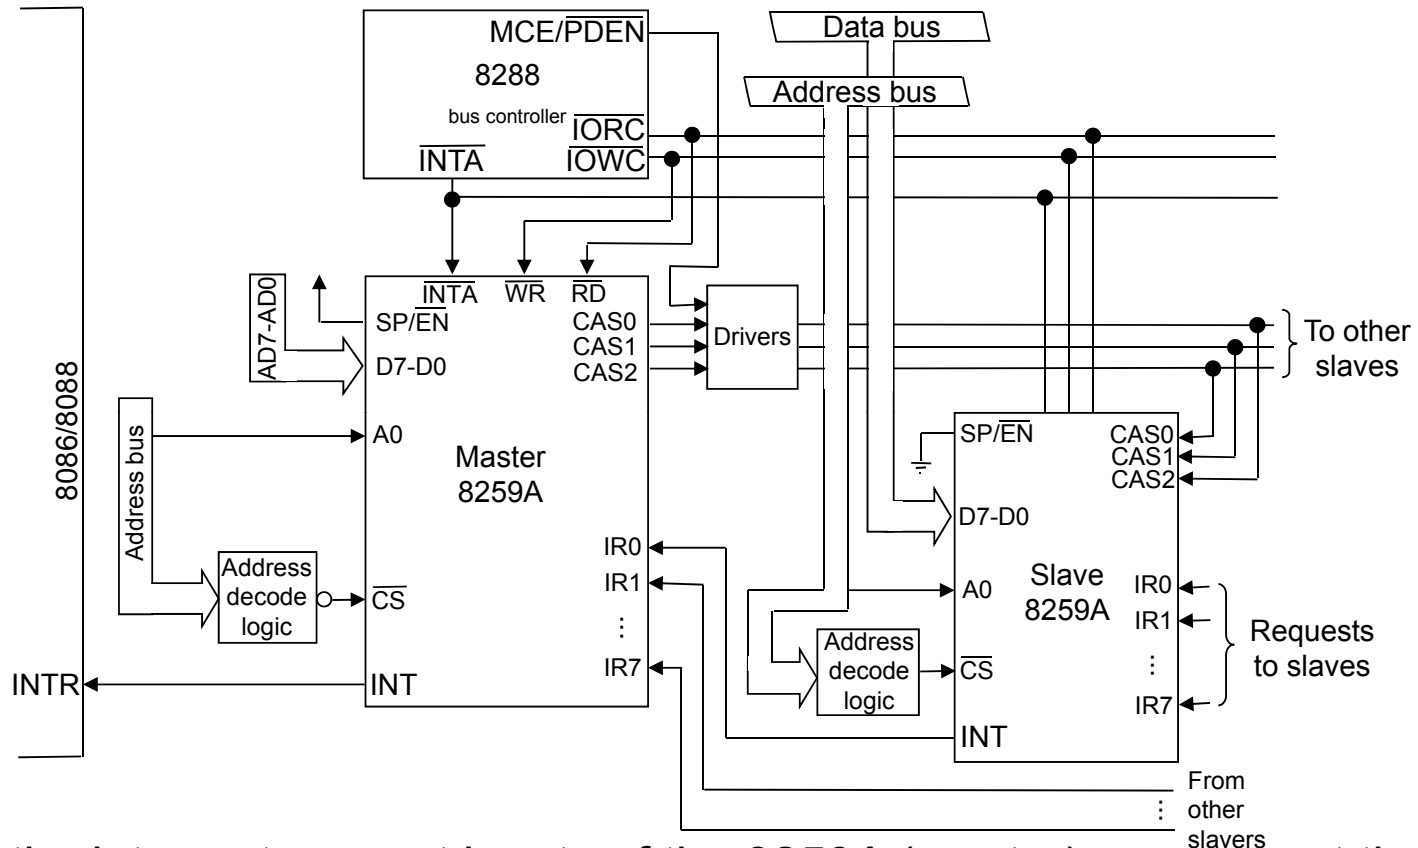 MCE/PDEN
8288
bus controller
IORC
INTA
IOWC
Data bus
Address bus
INTA
WR
RD
SP/EN
CAS0
CAS1
CAS2
D7-D0
AD7-AD0
Drivers
To other
slaves
8086/8088
Address bus
A0
Master
8259A
SP/EN
CAS0
CAS1
CAS2
D7-D0
IR0
IR1
⋮
IR7
Address
decode
logic
CS
INTR
INT
A0
Slave
8259A
IR0
IR1
⋮
IR7
Requests
to slaves
Address
decode
logic
CS
INT
From
⋮ other
slavers